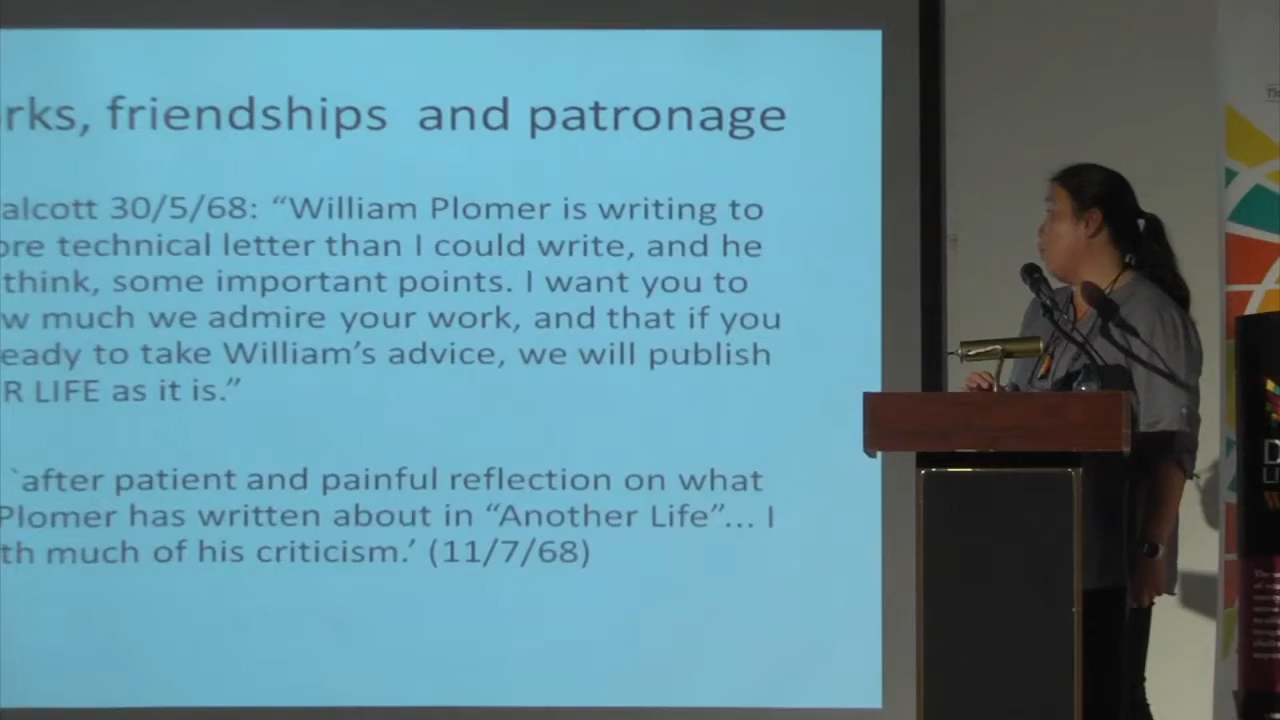 rks, friendships and patronage
alcott 30/5/68: “William Plomer is writing to
ore technical letter than I could write, and he
think, some important points. I want you to
w much we admire your work, and that if you
eady to take William’s advice, we will publish
R LIFE as it is.”
`after patient and painful reflection on what
Plomer has written about in “Another Life”... I
th much of his criticism.’ (11/7/68)